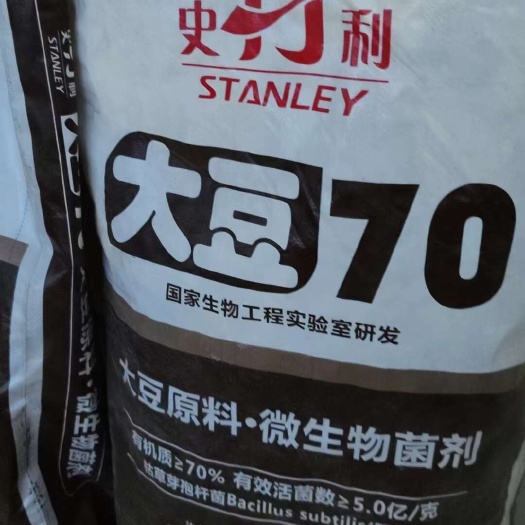 史丹利
STANLEY
大豆70
国家生物工程实验室研发
大豆原料·微生物菌剂
有机质≥70% 有效活菌数≥5.0亿/克
枯草芽孢杆菌Bacillus subtilis
STANLEY